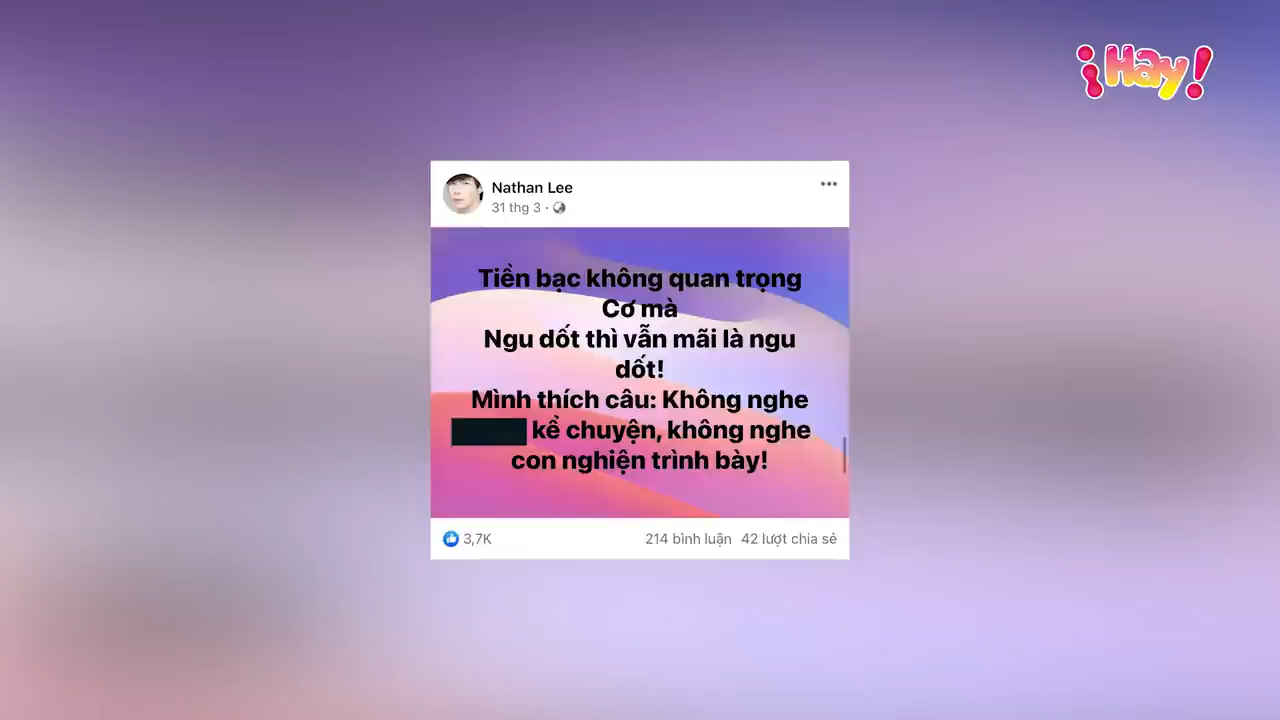 ¡Hay!
Nathan Lee
31 thg 3 ·
Tiền bạc không quan trọng
Cơ mà
Ngu dốt thì vẫn mãi là ngu
dốt!
Mình thích câu: Không nghe
kể chuyện, không nghe
con nghiện trình bày!
3,7K
214 bình luận 42 lượt chia sẻ